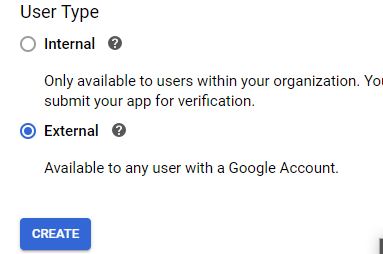 User Type
Internal
Only available to users within your organization. You
submit your app for verification.
External
Available to any user with a Google Account.
CREATE